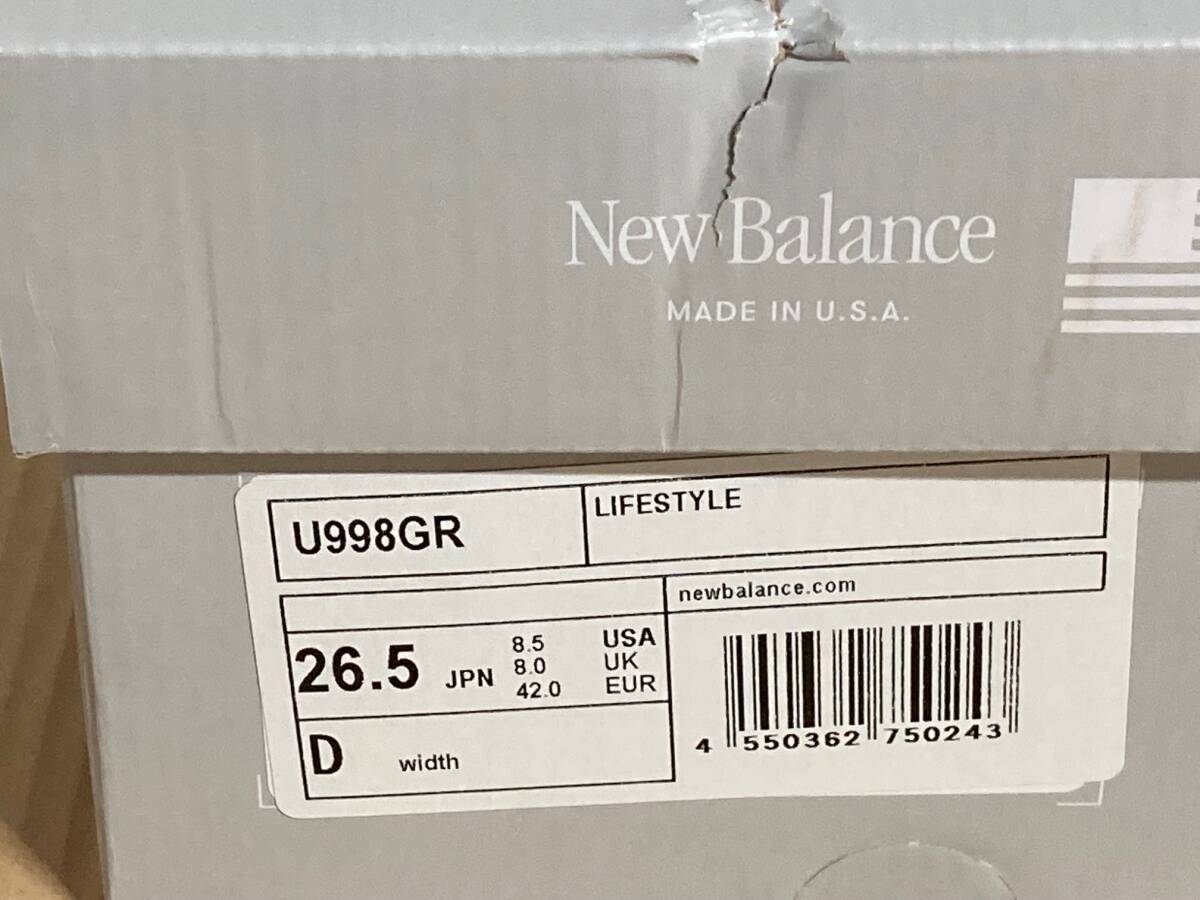 New Balance
MADE IN U.S.A.
U998GR
LIFESTYLE
newbalance.com
26.5 JPN
8.5 USA
8.0 UK
42.0 EUR
D width
4 550362 750243